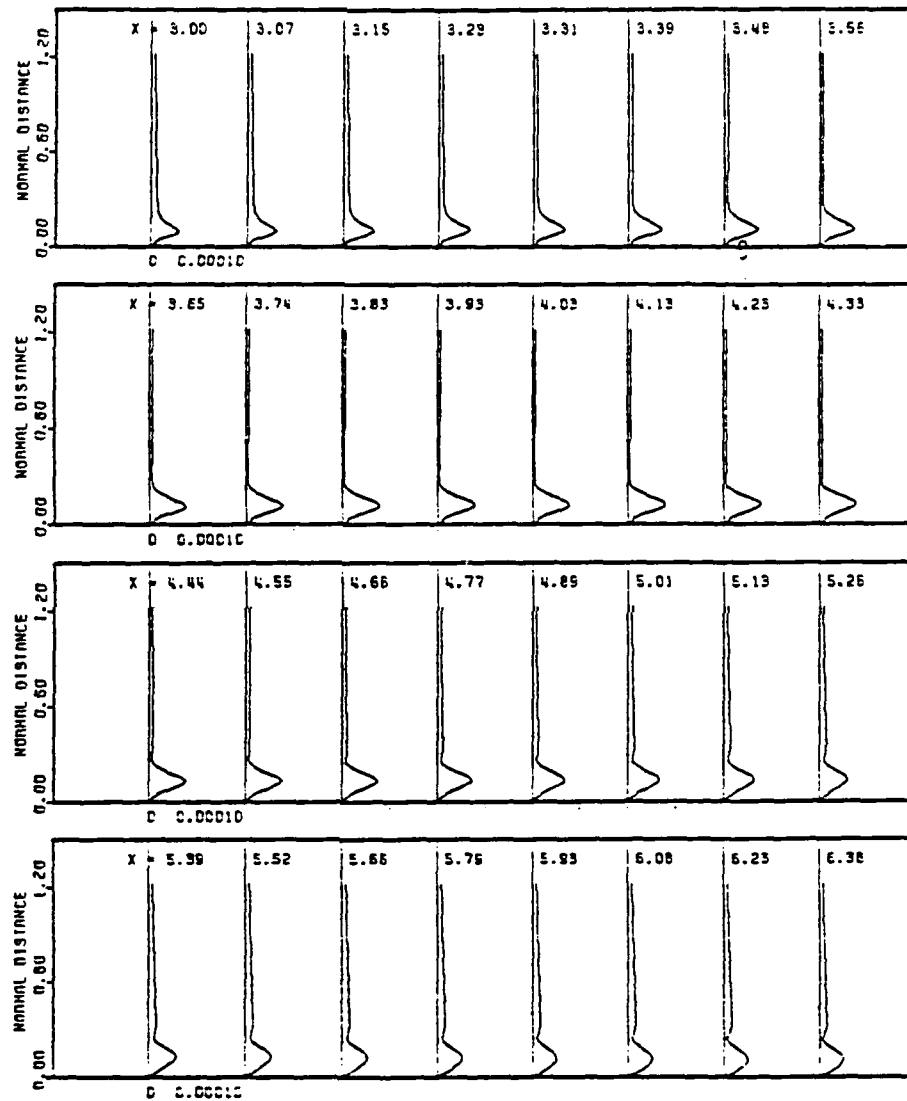 X = 3.00 3.07 3.15 3.23 3.31 3.39 3.48 3.56
NORMAL DISTANCE
0.00 0.60 1.20
0 0.00010
X = 3.65 3.74 3.83 3.93 4.03 4.13 4.23 4.33
NORMAL DISTANCE
0.00 0.60 1.20
0 0.00010
X = 4.44 4.55 4.66 4.77 4.89 5.01 5.13 5.26
NORMAL DISTANCE
0.00 0.60 1.20
0 0.00010
X = 5.39 5.52 5.66 5.79 5.93 6.08 6.23 6.38
NORMAL DISTANCE
0.00 0.60 1.20
0 0.00010